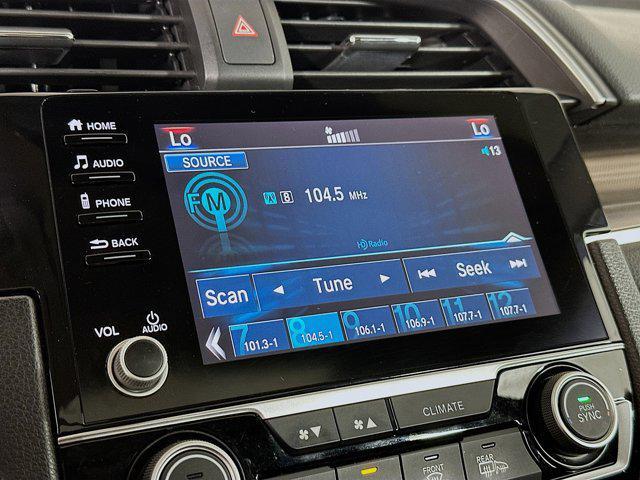 HOME
AUDIO
PHONE
BACK
VOL
AUDIO
Lo
Lo
SOURCE
13
FM
B 104.5 MHz
HD Radio
Scan
Tune
Seek
7 8 9 10 11 12
101.3-1 104.5-1 106.1-1 106.9-1 107.7-1 107.7-1
CLIMATE
PUSH
SYNC
FRONT
REAR